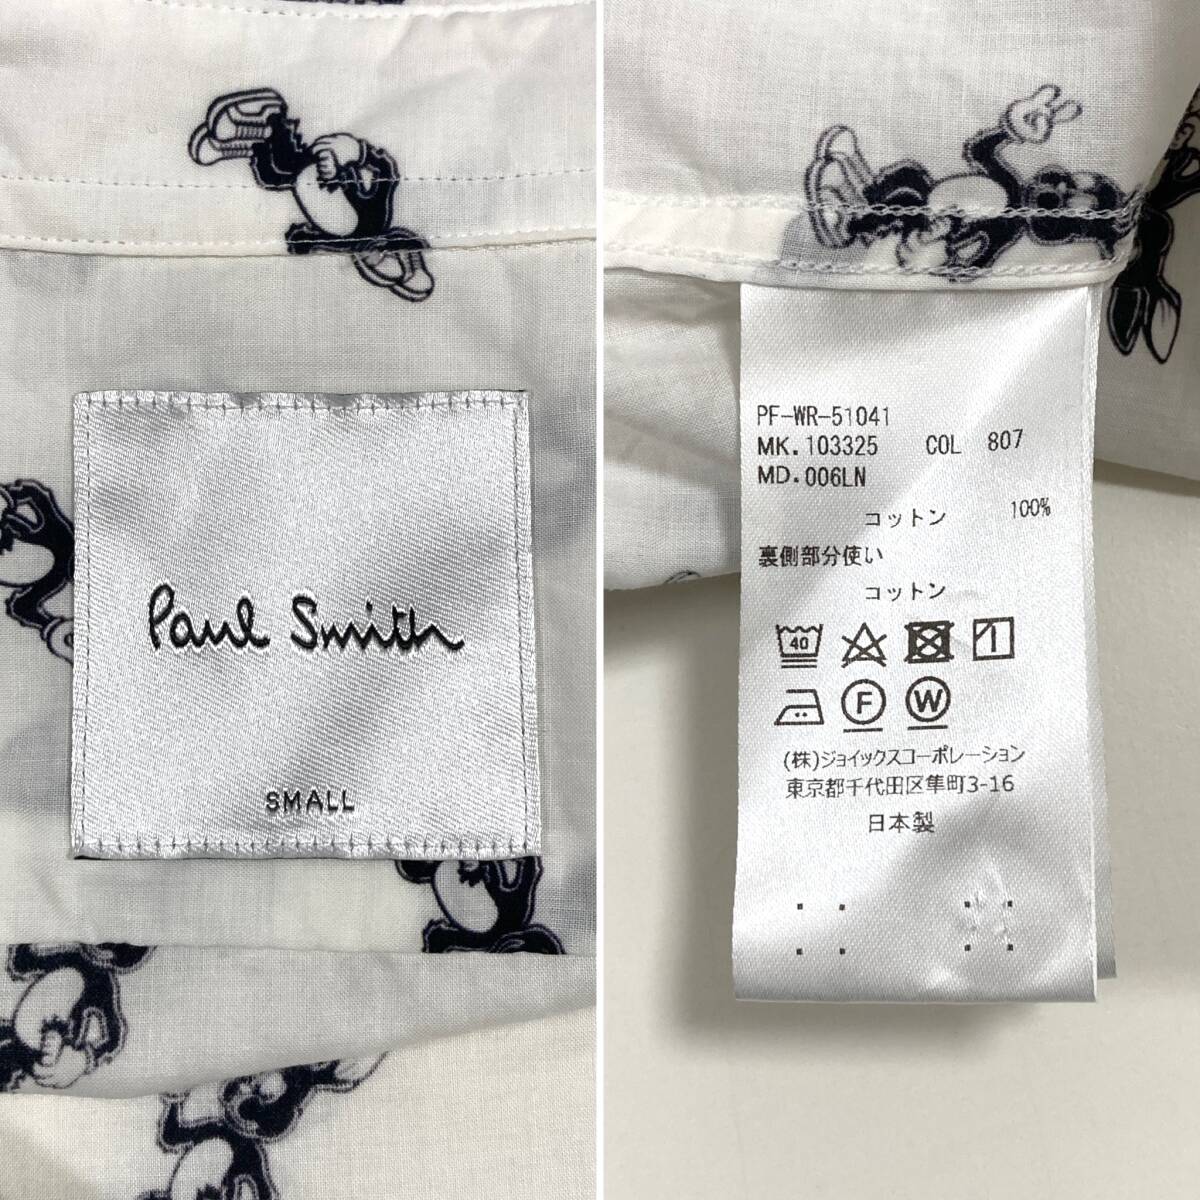 Paul Smith
SMALL
PF-WR-51041
MK.103325 COL 807
MD.006LN
コットン 100%
裏側部分使い
コットン
40
F W
(株)ジョイックスコーポレーション
東京都千代田区隼町3-16
日本製